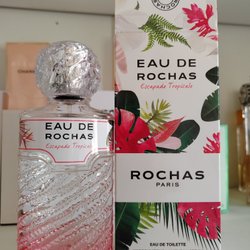 EAU DE
ROCHAS
Escapade Tropicale
EAU DE
ROCHAS
Escapade Tropicale
ROCHAS
PARIS
EAU DE TOILETTE